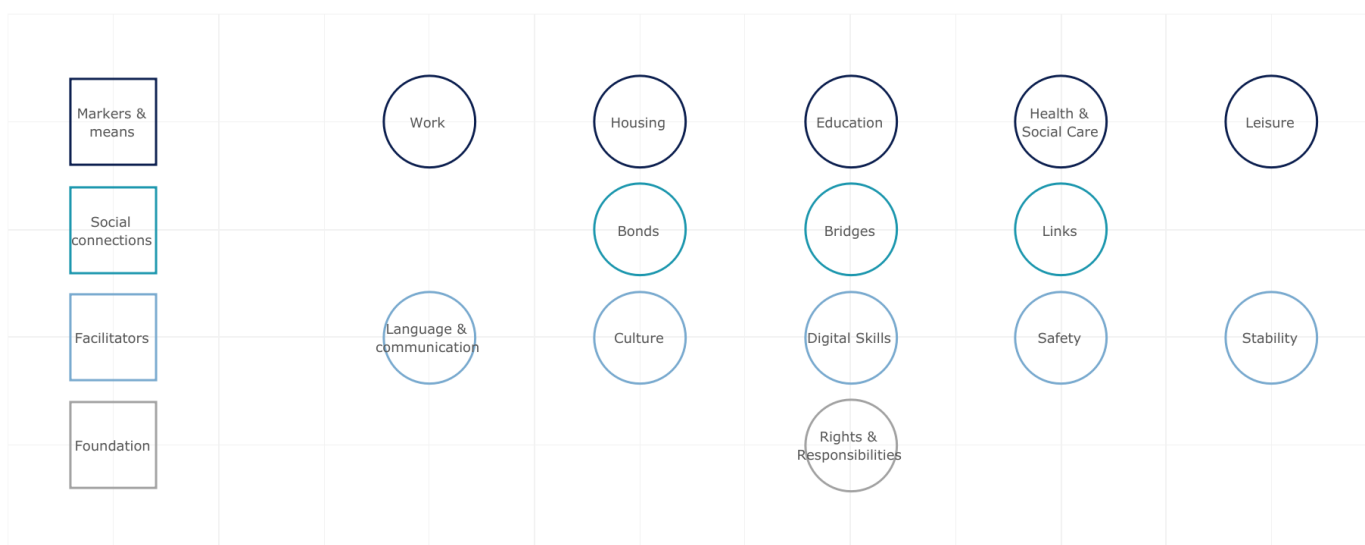 Markers &
means
Work
Housing
Education
Health &
Social Care
Leisure
Social
connections
Bonds
Bridges
Links
Facilitators
Language &
communication
Culture
Digital Skills
Safety
Stability
Foundation
Rights &
Responsibilities